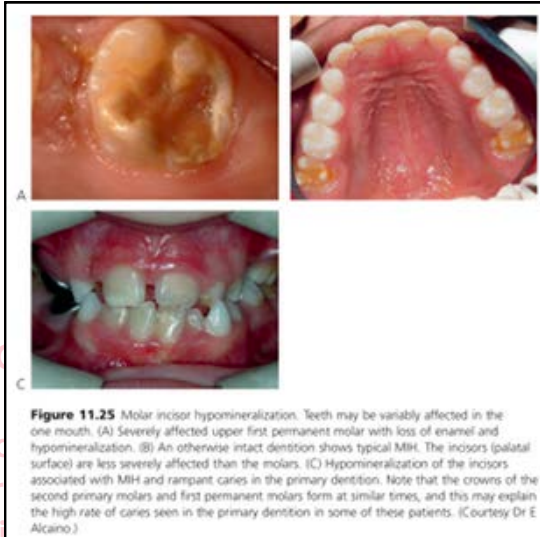 A
C
Figure 11.25 Molar incisor hypomineralization. Teeth may be variably affected in the
one mouth. (A) Severely affected upper first permanent molar with loss of enamel and
hypomineralization. (B) An otherwise intact dentition shows typical MIH. The incisors (palatal
surface) are less severely affected than the molars. (C) Hypomineralization of the incisors
associated with MIH and rampant caries in the primary dentition. Note that the crowns of the
second primary molars and first permanent molars form at similar times, and this may explain
the high rate of caries seen in the primary dentition in some of these patients. (Courtesy Dr E
Alcaino.)